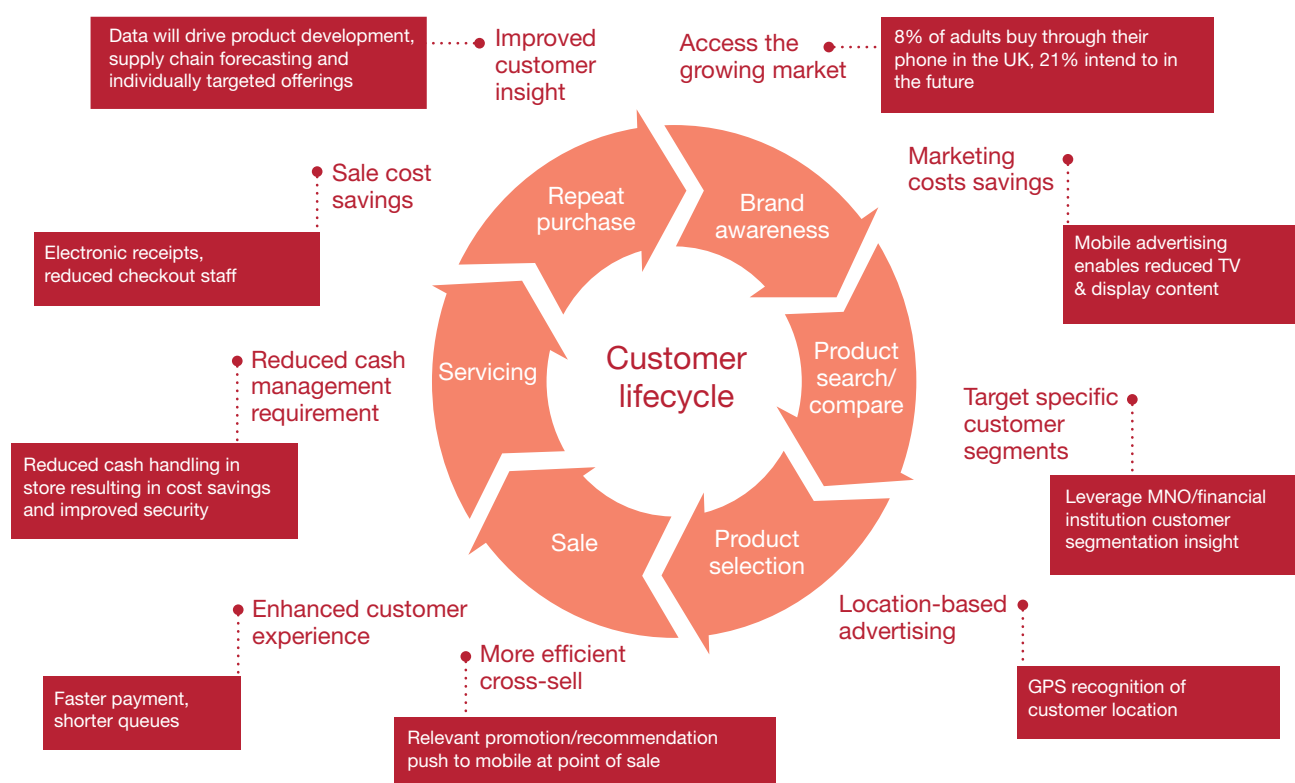 Data will drive product development,
supply chain forecasting and
individually targeted offerings
Improved
customer
insight
Access the
growing market
8% of adults buy through their
phone in the UK, 21% intend to in
the future
Marketing
costs savings
Mobile advertising
enables reduced TV
& display content
Target specific
customer
segments
Leverage MNO/financial
institution customer
segmentation insight
Location-based
advertising
GPS recognition of
customer location
More efficient
cross-sell
Relevant promotion/recommendation
push to mobile at point of sale
Enhanced customer
experience
Faster payment,
shorter queues
Reduced cash
management
requirement
Reduced cash handling in
store resulting in cost savings
and improved security
Sale cost
savings
Electronic receipts,
reduced checkout staff
Customer
lifecycle
Brand
awareness
Product
search/
compare
Product
selection
Sale
Servicing
Repeat
purchase